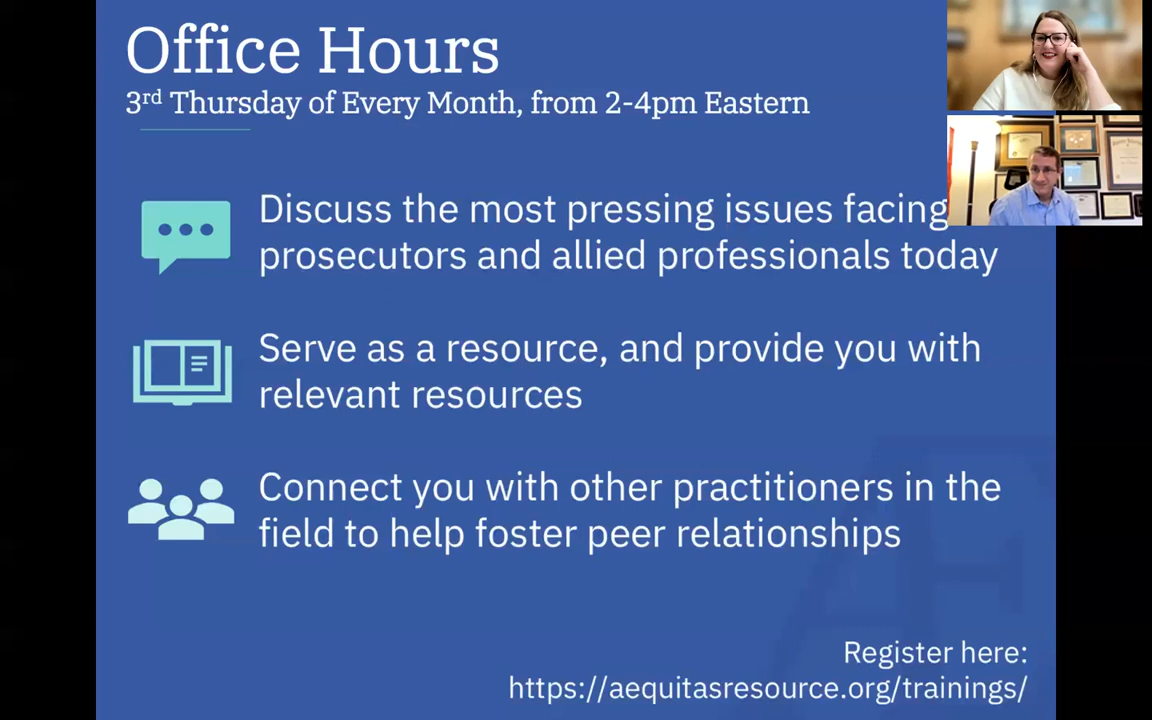 Office Hours
3rd Thursday of Every Month, from 2-4pm Eastern
Discuss the most pressing issues facing
prosecutors and allied professionals today
Serve as a resource, and provide you with
relevant resources
Connect you with other practitioners in the
field to help foster peer relationships
Register here:
https://aequitasresource.org/trainings/